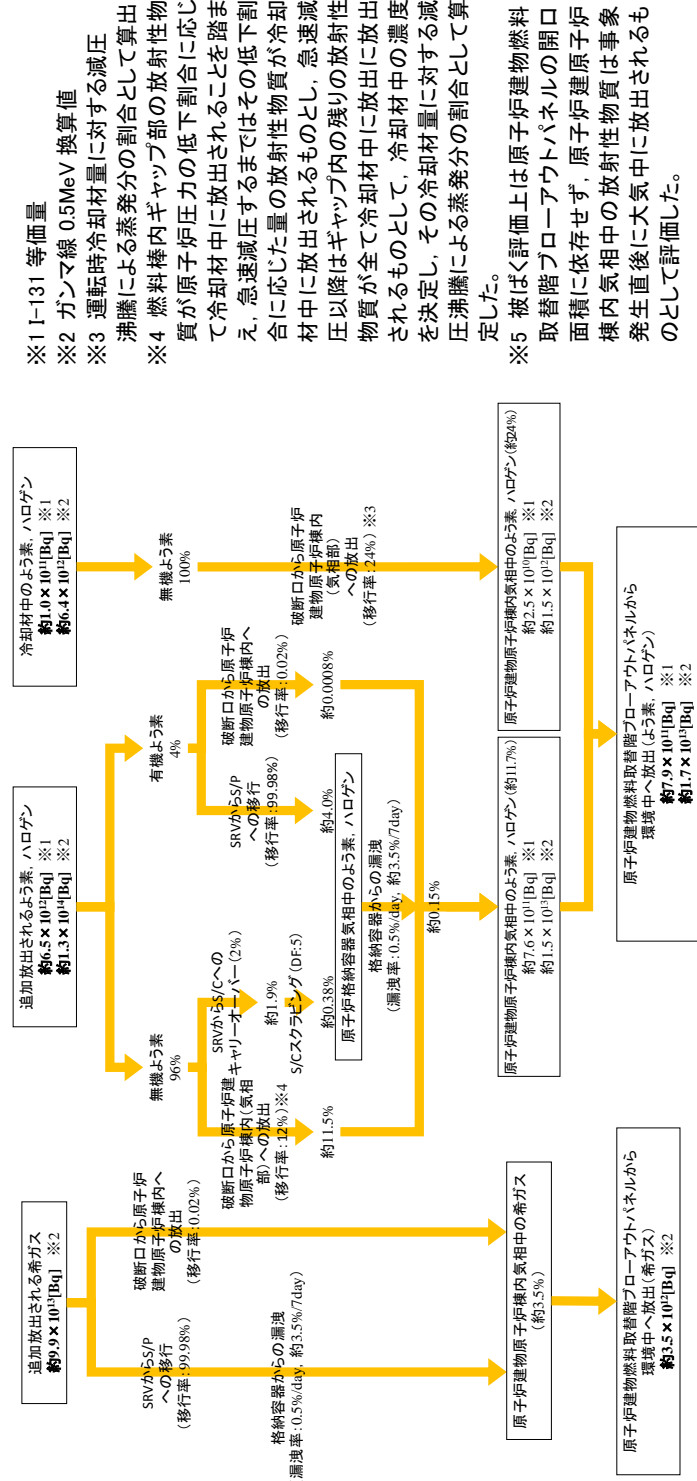 追加放出される希ガス
約9.9×10¹³[Bq] ※2
SRVからS/P
への移行
(移行率:99.98%)
破断口から原子炉
建物原子炉棟内へ
の放出
(移行率:0.02%)
格納容器からの漏洩
漏洩率:0.5%/day, 約3.5%/7day)
原子炉建物原子炉棟内気相中の希ガス
(約3.5%)
原子炉建物燃料取替階ブローアウトパネルから
環境中へ放出(希ガス)
約3.5×10¹²[Bq] ※2
追加放出されるよう素, ハロゲン
約6.5×10¹²[Bq] ※1
約1.3×10¹⁴[Bq] ※2
無機よう素
96%
有機よう素
4%
破断口から原子炉建
物原子炉棟内(気相
部)への放出
(移行率:12%)※4
SRVからS/Cへの
キャリーオーバー(2%)
約1.9%
S/Cスクラビング(DF:5)
約11.5%
約0.38%
SRVからS/P
への移行
(移行率:99.98%)
破断口から原子炉
建物原子炉棟内へ
の放出
(移行率:0.02%)
約4.0%
約0.0008%
原子炉格納容器気相中のよう素, ハロゲン
格納容器からの漏洩
(漏洩率:0.5%/day, 約3.5%/7day)
約0.15%
原子炉建物原子炉棟内気相中のよう素, ハロゲン(約11.7%)
約7.6×10¹¹[Bq] ※1
約1.5×10¹³[Bq] ※2
冷却材中のよう素, ハロゲン
約1.0×10¹¹[Bq] ※1
約6.4×10¹²[Bq] ※2
無機よう素
100%
破断口から原子炉
建物原子炉棟内
(気相部)
への放出
(移行率:24%)※3
原子炉建物原子炉棟内気相中のよう素, ハロゲン(約24%)
約2.5×10¹⁰[Bq] ※1
約1.5×10¹²[Bq] ※2
原子炉建物燃料取替階ブローアウトパネルから
環境中へ放出(よう素, ハロゲン)
約7.9×10¹¹[Bq] ※1
約1.7×10¹³[Bq] ※2
※1 I-131 等価量
※2 ガンマ線 0.5MeV 換算値
※3 運転時冷却材量に対する減圧
沸騰による蒸発分の割合として算出
※4 燃料棒内ギャップ部の放射性物
質が原子炉圧力の低下割合に応じ
て冷却材中に放出されることを踏ま
え, 急速減圧するまではその低下割
合に応じた量の放射性物質が冷却
材中に放出されるものとし, 急速減
圧以降はギャップ内の残りの放射性
物質が全て冷却材中に放出に放出
されるものとして, 冷却材中の濃度
を決定し, その冷却材量に対する減
圧沸騰による蒸発分の割合として算
定した。
※5 被ばく評価上は原子炉建物燃料
取替階ブローアウトパネルの開口
面積に依存せず, 原子炉建原子炉
棟内気相中の放射性物質は事象
発生直後に大気中に放出されるも
のとして評価した。